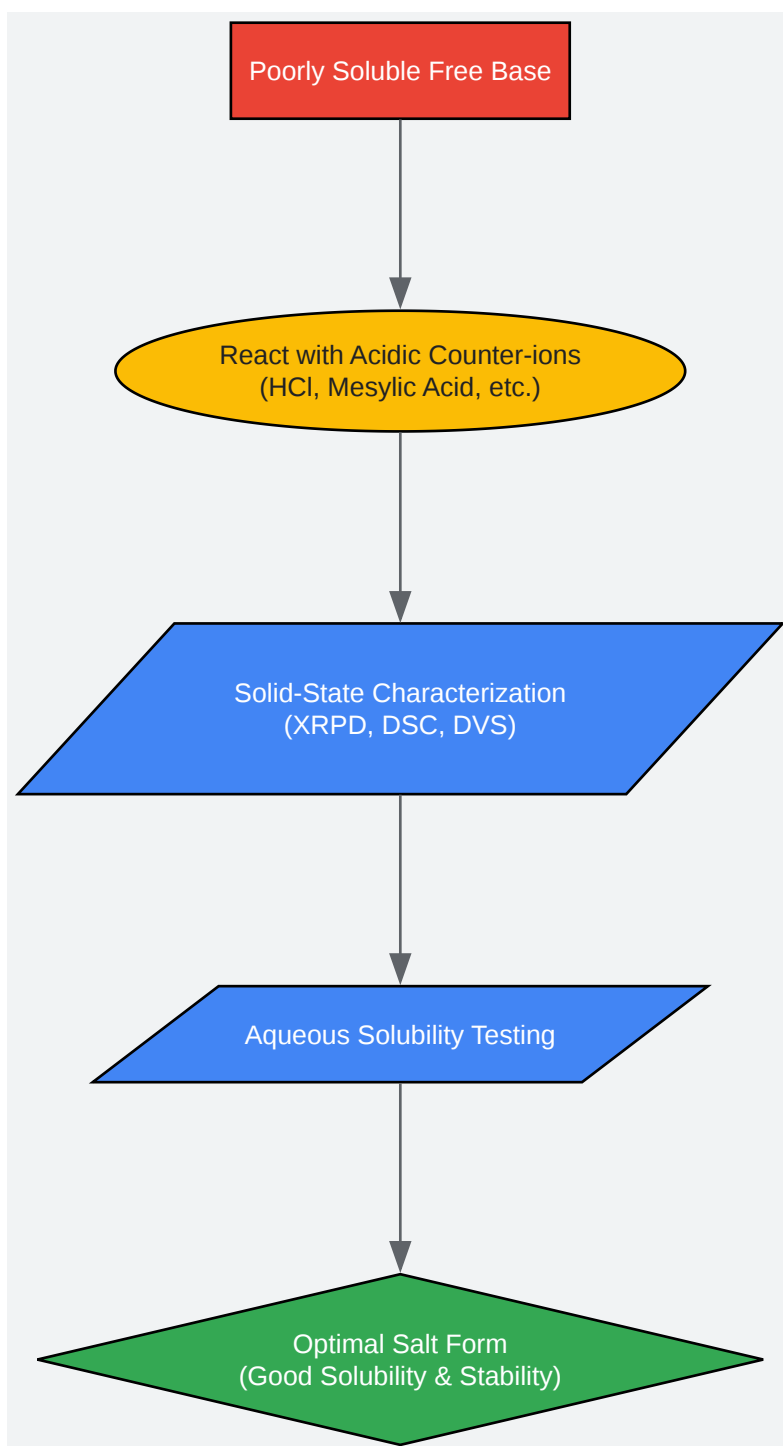 Poorly Soluble Free Base
React with Acidic Counter-ions
(HCl, Mesylic Acid, etc.)
Solid-State Characterization
(XRPD, DSC, DVS)
Aqueous Solubility Testing
Optimal Salt Form
(Good Solubility & Stability)